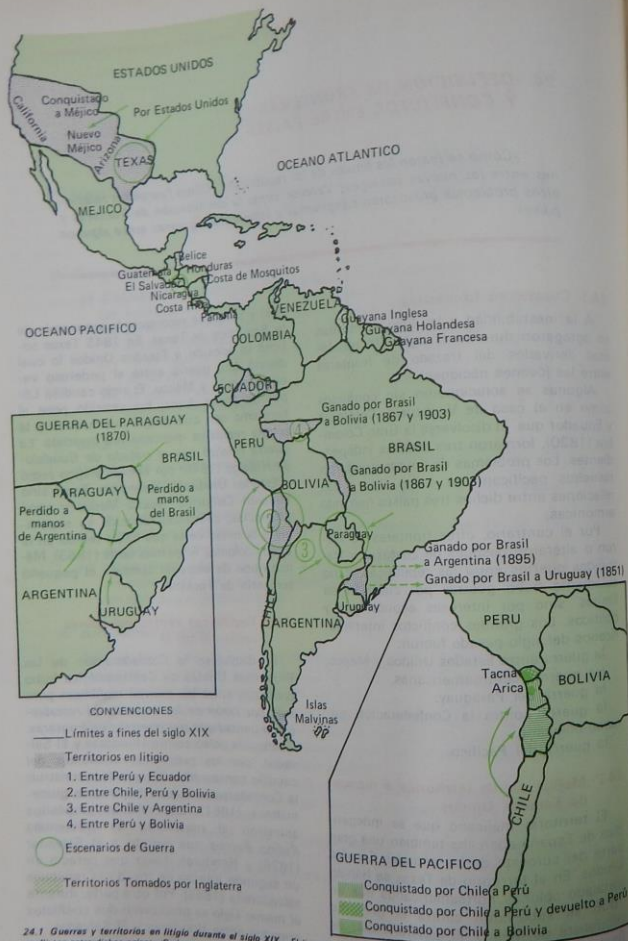 ESTADOS UNIDOS
Conquistado
a Méjico
Por Estados Unidos
California
Nuevo
Méjico
Arizona
TEXAS
OCEANO ATLANTICO
MEJICO
Belice
Guatemala
Honduras
El Salvador
Costa de Mosquitos
Nicaragua
Costa Rica
Panamá
OCEANO PACIFICO
VENEZUELA
Guayana Inglesa
Guayana Holandesa
Guayana Francesa
COLOMBIA
ECUADOR
Ganado por Brasil
a Bolivia (1867 y 1903)
PERU
BRASIL
BOLIVIA
Ganado por Brasil
a Bolivia (1867 y 1903)
2
3
Paraguay
Ganado por Brasil
a Argentina (1895)
Ganado por Brasil a Uruguay (1851)
Uruguay
CHILE
ARGENTINA
Islas
Malvinas
GUERRA DEL PARAGUAY
(1870)
BRASIL
PARAGUAY
Perdido a
manos
del Brasil
Perdido a
manos
de Argentina
ARGENTINA
URUGUAY
CONVENCIONES
Límites a fines del siglo XIX
Territorios en litigio
1. Entre Perú y Ecuador
2. Entre Chile, Perú y Bolivia
3. Entre Chile y Argentina
4. Entre Perú y Bolivia
Escenarios de Guerra
Territorios Tomados por Inglaterra
PERU
Tacna
Arica
BOLIVIA
CHILE
GUERRA DEL PACIFICO
Conquistado por Chile a Perú
Conquistado por Chile a Perú y devuelto a Perú
Conquistado por Chile a
Bolivia
24.1 Guerras y territorios en litigio durante el siglo XIX.